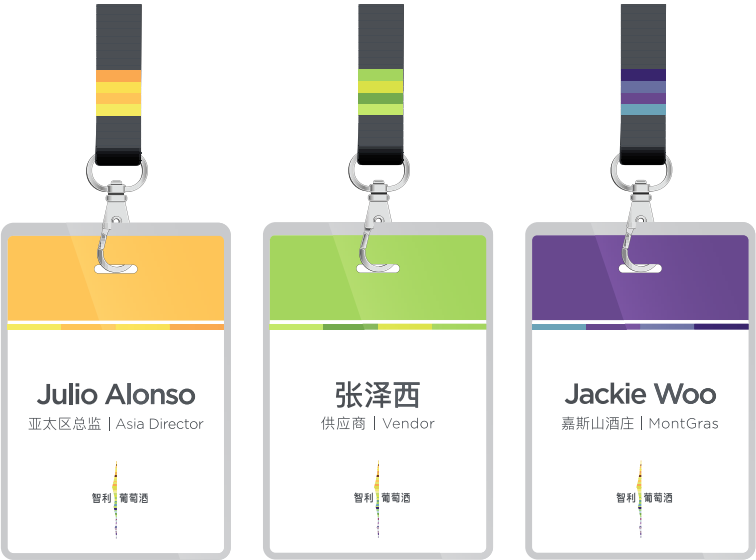 Julio Alonso
亚太区总监 | Asia Director
智利 葡萄酒
张泽西
供应商 | Vendor
智利 葡萄酒
Jackie Woo
嘉斯山酒庄 | MontGras
智利 葡萄酒